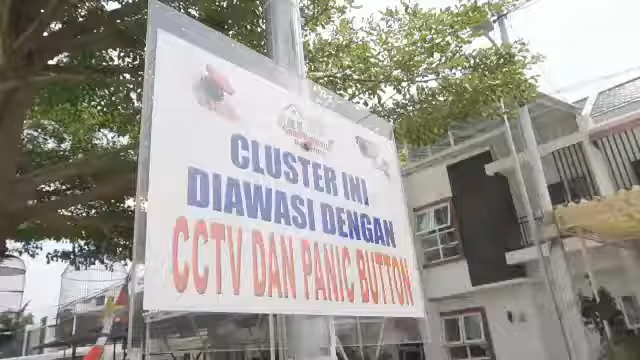 CLUSTER INI
DIAWASI DENGAN
CCTV DAN PANIC BUTTON